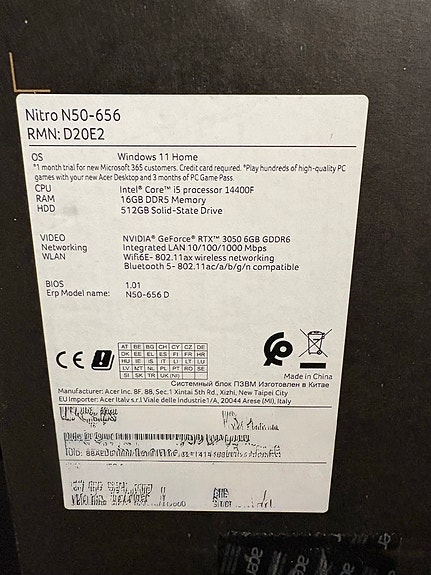 Nitro N50-656
RMN: D20E2
OS Windows 11 Home
*1 month trial for new Microsoft 365 customers. Credit card required. *Play hundreds of high-quality PC
games with your new Acer Desktop and 3 months of PC Game Pass.
CPU Intel® Core™ i5 processor 14400F
RAM 16GB DDR5 Memory
HDD 512GB Solid-State Drive
VIDEO NVIDIA® GeForce® RTX™ 3050 6GB GDDR6
Networking Integrated LAN 10/100/1000 Mbps
WLAN Wifi6E- 802.11ax wireless networking
Bluetooth 5- 802.11ac/a/b/g/n compatible
BIOS 1.01
Erp Model name: N50-656 D
CE
AT BE BG CH CY CZ DE
DK EE EL ES FI FR HR
HU IE IS IT LI LT LU
LV MT NL PL PT RO SE
SI SK TR UK(NI)
Made in China
Системный блок ПЭВМ Изготовлен в Китае
Manufacturer: Acer Inc. 8F, 88, Sec.1 Xintai 5th Rd., Xizhi, New Taipei City
EU Importer: Acer Italy s.r.l Viale delle Industrie1/A, 20044 Arese (MI), Italy